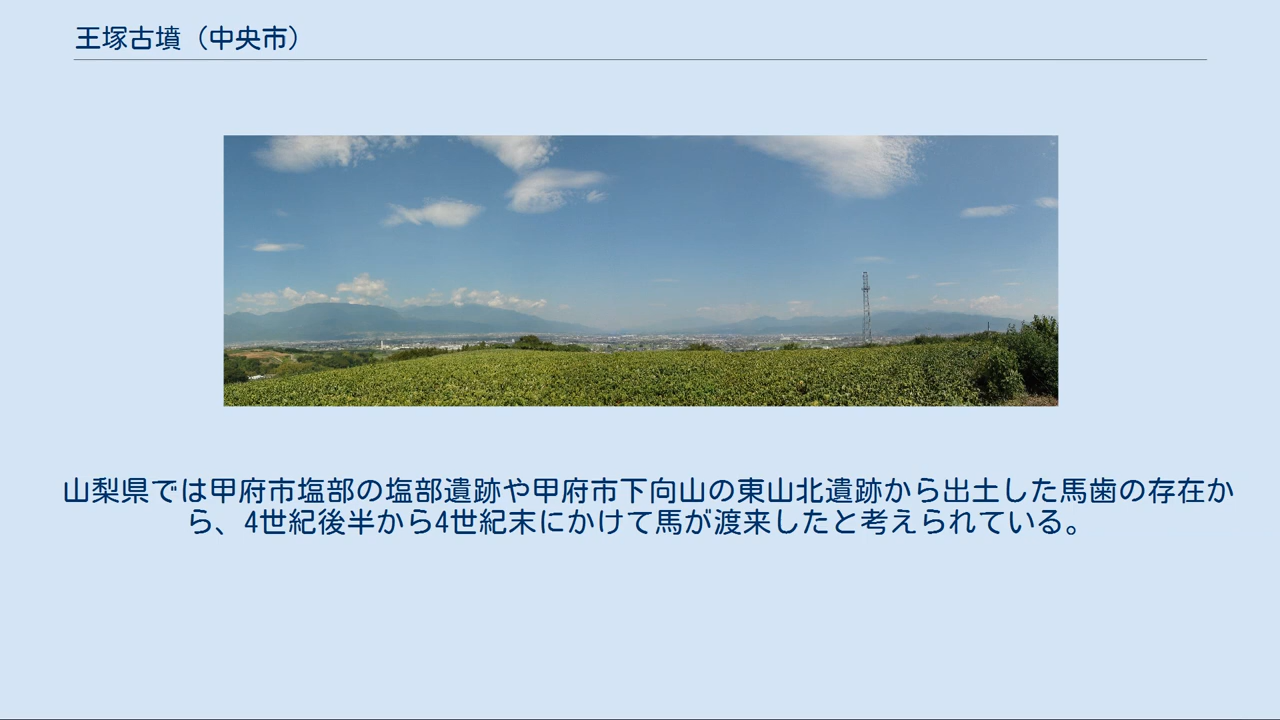 王塚古墳（中央市）
山梨県では甲府市塩部の塩部遺跡や甲府市下向山の東山北遺跡から出土した馬歯の存在か
ら、4世紀後半から4世紀末にかけて馬が渡来したと考えられている。